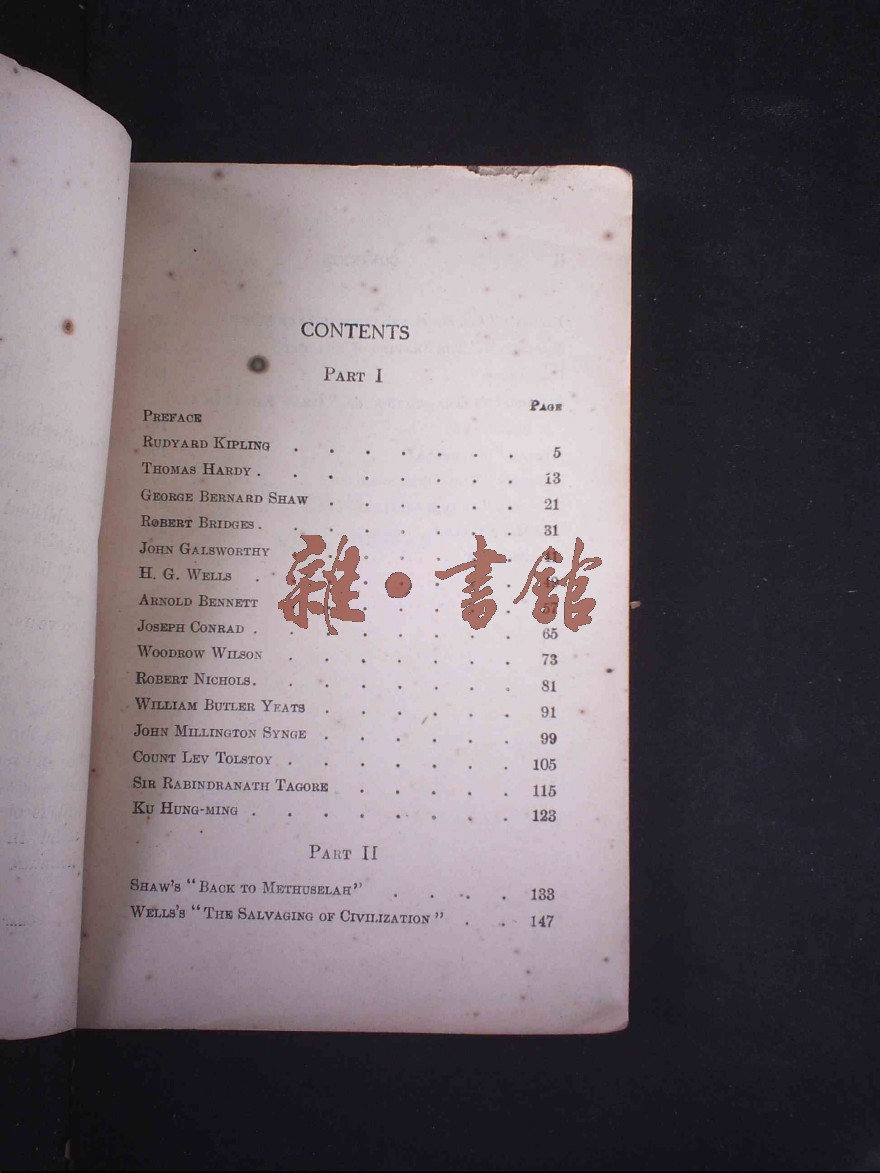 CONTENTS
PART I
PAGE
PREFACE
RUDYARD KIPLING . . . . . . . 5
THOMAS HARDY . . . . . . . . 13
GEORGE BERNARD SHAW . . . . . . 21
ROBERT BRIDGES . . . . . . . . 31
JOHN GALSWORTHY . . . . . . . 41
H. G. WELLS . . . . . . . . 49
ARNOLD BENNETT . . . . . . . 57
JOSEPH CONRAD . . . . . . . . 65
WOODROW WILSON . . . . . . . 73
ROBERT NICHOLS . . . . . . . . 81
WILLIAM BUTLER YEATS . . . . . . 91
JOHN MILLINGTON SYNGE . . . . . . 99
COUNT LEV TOLSTOY . . . . . . . 105
SIR RABINDRANATH TAGORE . . . . . 115
KU HUNG-MING . . . . . . . . 123
PART II
SHAW'S "BACK TO METHUSELAH" . . . . 133
WELLS'S "THE SALVAGING OF CIVILIZATION" . . 147
雜·書館